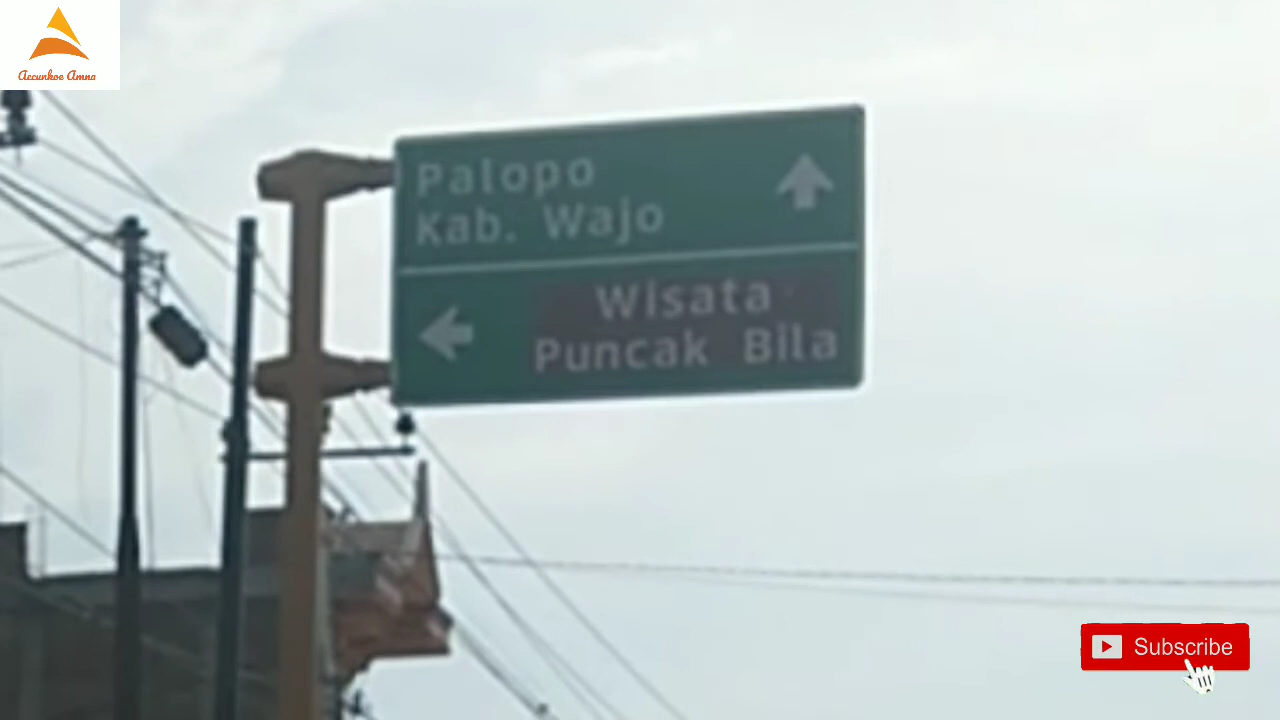 Accunkoe Amna
Palopo
Kab. Wajo
Wisata
Puncak Bila
Subscribe